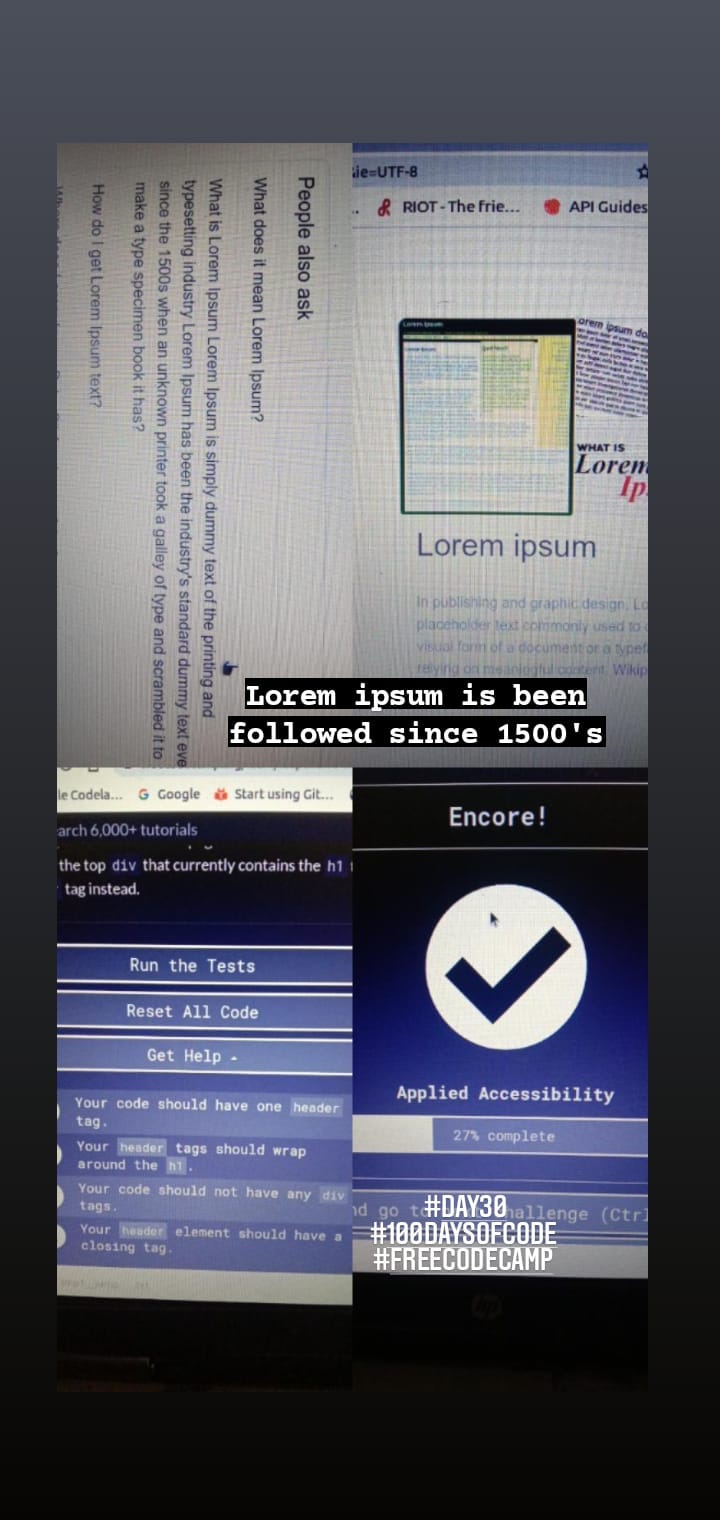 People also ask
What does it mean Lorem Ipsum?
What is Lorem Ipsum Lorem Ipsum is simply dummy text of the printing and
typesetting industry Lorem Ipsum has been the industry's standard dummy text eve
since the 1500s when an unknown printer took a galley of type and scrambled it to
make a type specimen book it has?
How do I get Lorem Ipsum text?
ie=UTF-8
RIOT - The frie...
API Guides
Lorem Ipsum
orem ipsum do
WHAT IS
Lorem
Ip
Lorem ipsum
In publishing and graphic design, Lo
placeholder text commonly used to
visual form of a document or a typef
relying on meaningful content. Wikip
Lorem ipsum is been
followed since 1500's
le Codela...
Google
Start using Git...
arch 6,000+ tutorials
the top div that currently contains the h1
tag instead.
Run the Tests
Reset All Code
Get Help
Your code should have one header
tag.
Your header tags should wrap
around the h1.
Your code should not have any div
tags.
Your header element should have a
closing tag.
Encore!
Applied Accessibility
27% complete
nd go to hallenge (Ctrl
#DAY30
#100DAYSOFCODE
#FREECODECAMP
hp